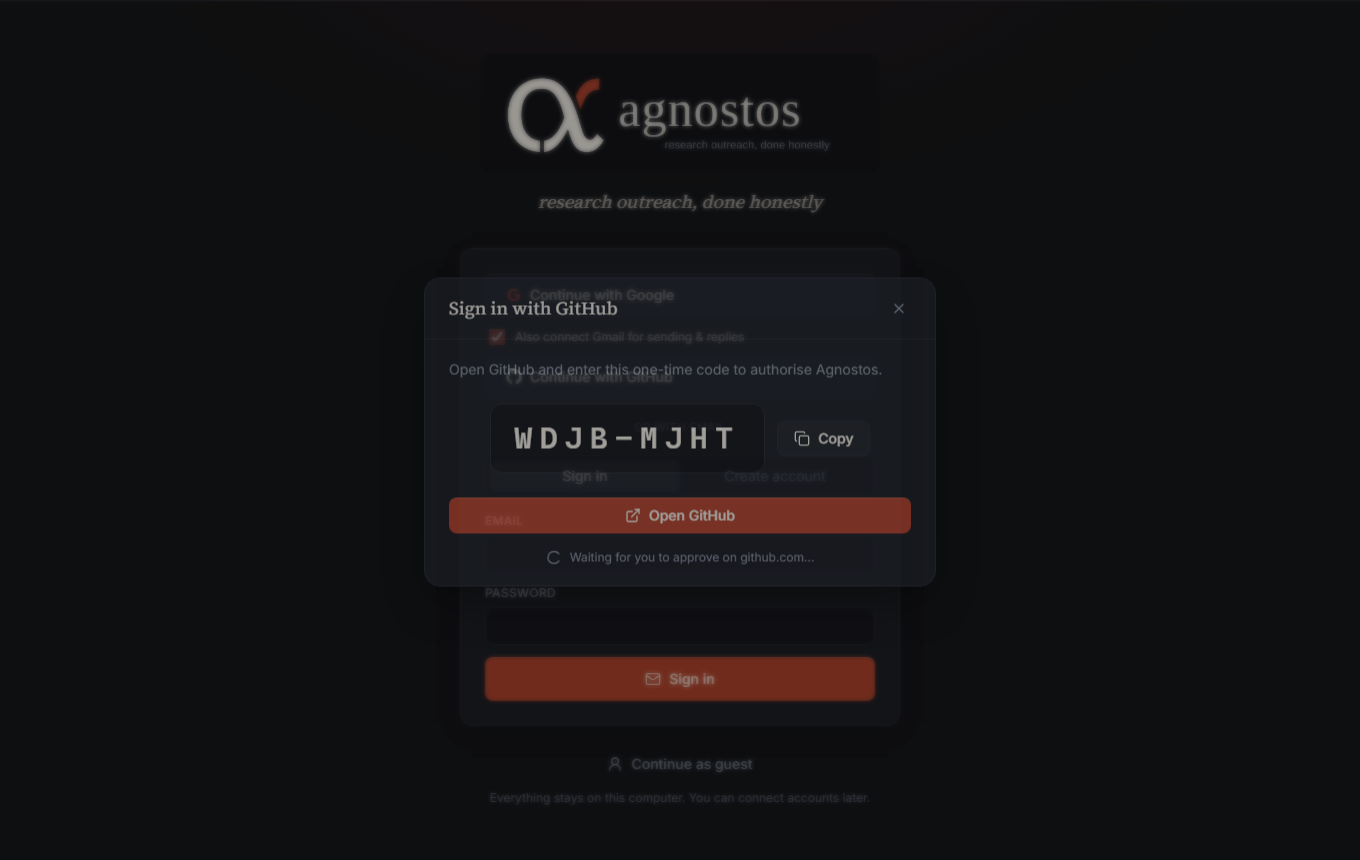 agnostos
research outreach, done honestly
research outreach, done honestly
Continue with Google
Sign in with GitHub
Also connect Gmail for sending & replies
Open GitHub and enter this one-time code to authorise Agnostos.
Continue with GitHub
WDJB-MJHT
Copy
Sign in
Create account
Open GitHub
EMAIL
Waiting for you to approve on github.com...
PASSWORD
Sign in
Continue as guest
Everything stays on this computer. You can connect accounts later.